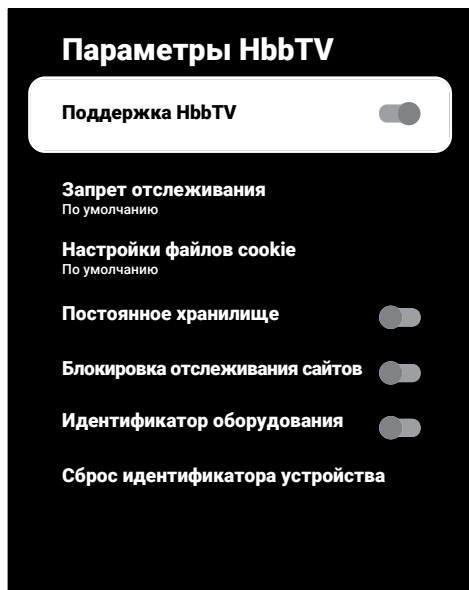 Параметры HbbTV
Поддержка HbbTV
Запрет отслеживания
По умолчанию
Настройки файлов cookie
По умолчанию
Постоянное хранилище
Блокировка отслеживания сайтов
Идентификатор оборудования
Сброс идентификатора устройства